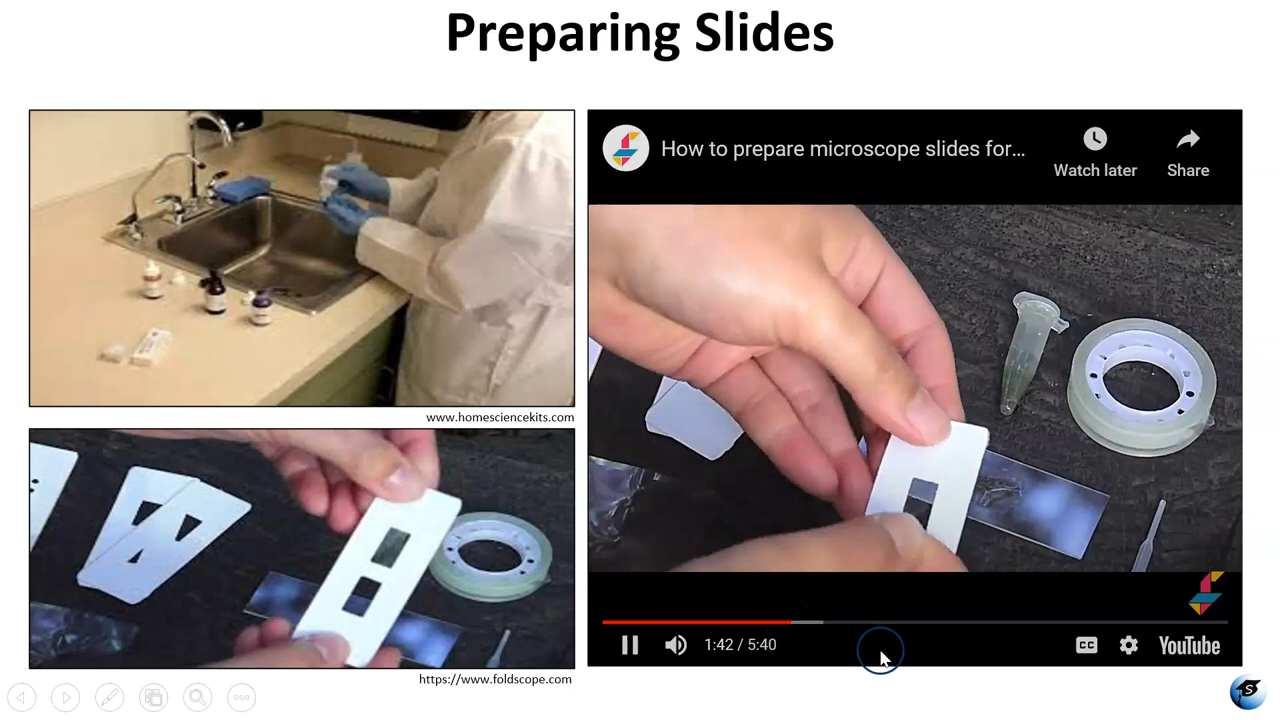 Preparing Slides
How to prepare microscope slides for...
Watch later
Share
www.homesciencekits.com
1:42 / 5:40
CC
YouTube
https://www.foldscope.com
S